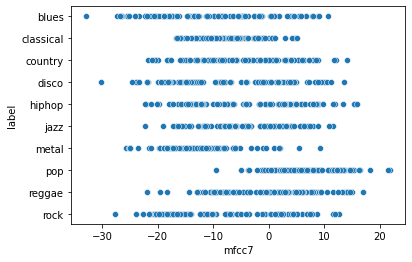 blues
classical
country
disco
hiphop
jazz
metal
pop
reggae
rock
label
−30 −20 −10 0 10 20
mfcc7